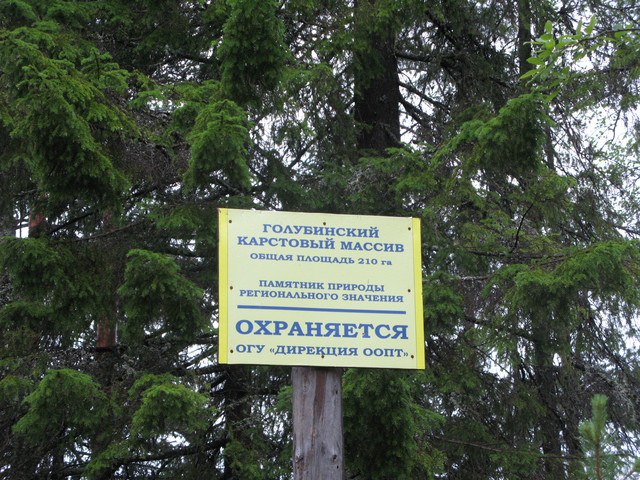 ГОЛУБИНСКИЙ
КАРСТОВЫЙ МАССИВ
ОБЩАЯ ПЛОЩАДЬ 210 га
ПАМЯТНИК ПРИРОДЫ
РЕГИОНАЛЬНОГО ЗНАЧЕНИЯ
ОХРАНЯЕТСЯ
ОГУ «ДИРЕКЦИЯ ООПТ»